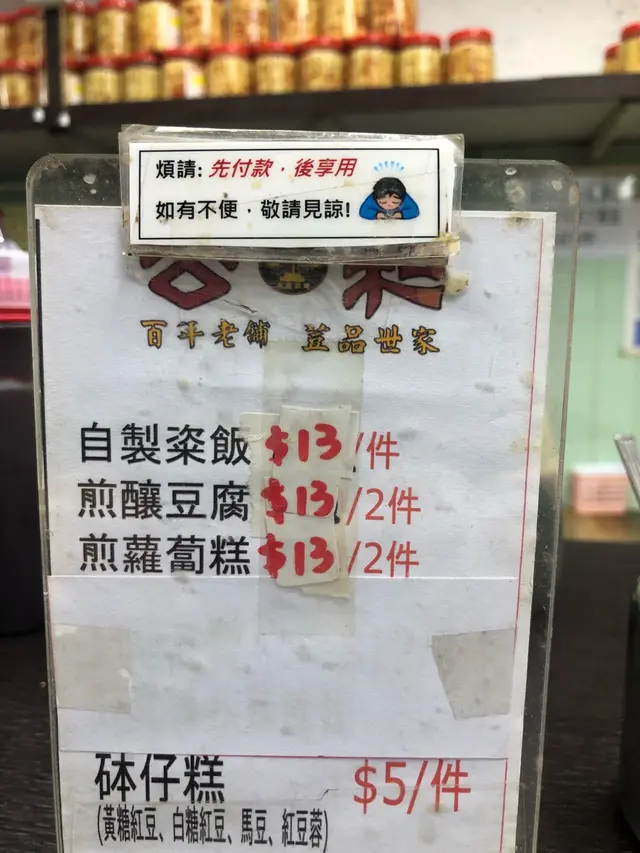 煩請: 先付款，後享用
如有不便，敬請見諒!
百年老舖 荳品世家
自製粢飯 $13/件
煎釀豆腐 $13/2件
煎蘿蔔糕 $13/2件
砵仔糕 $5/件
(黃糖紅豆、白糖紅豆、馬豆、紅豆蓉)